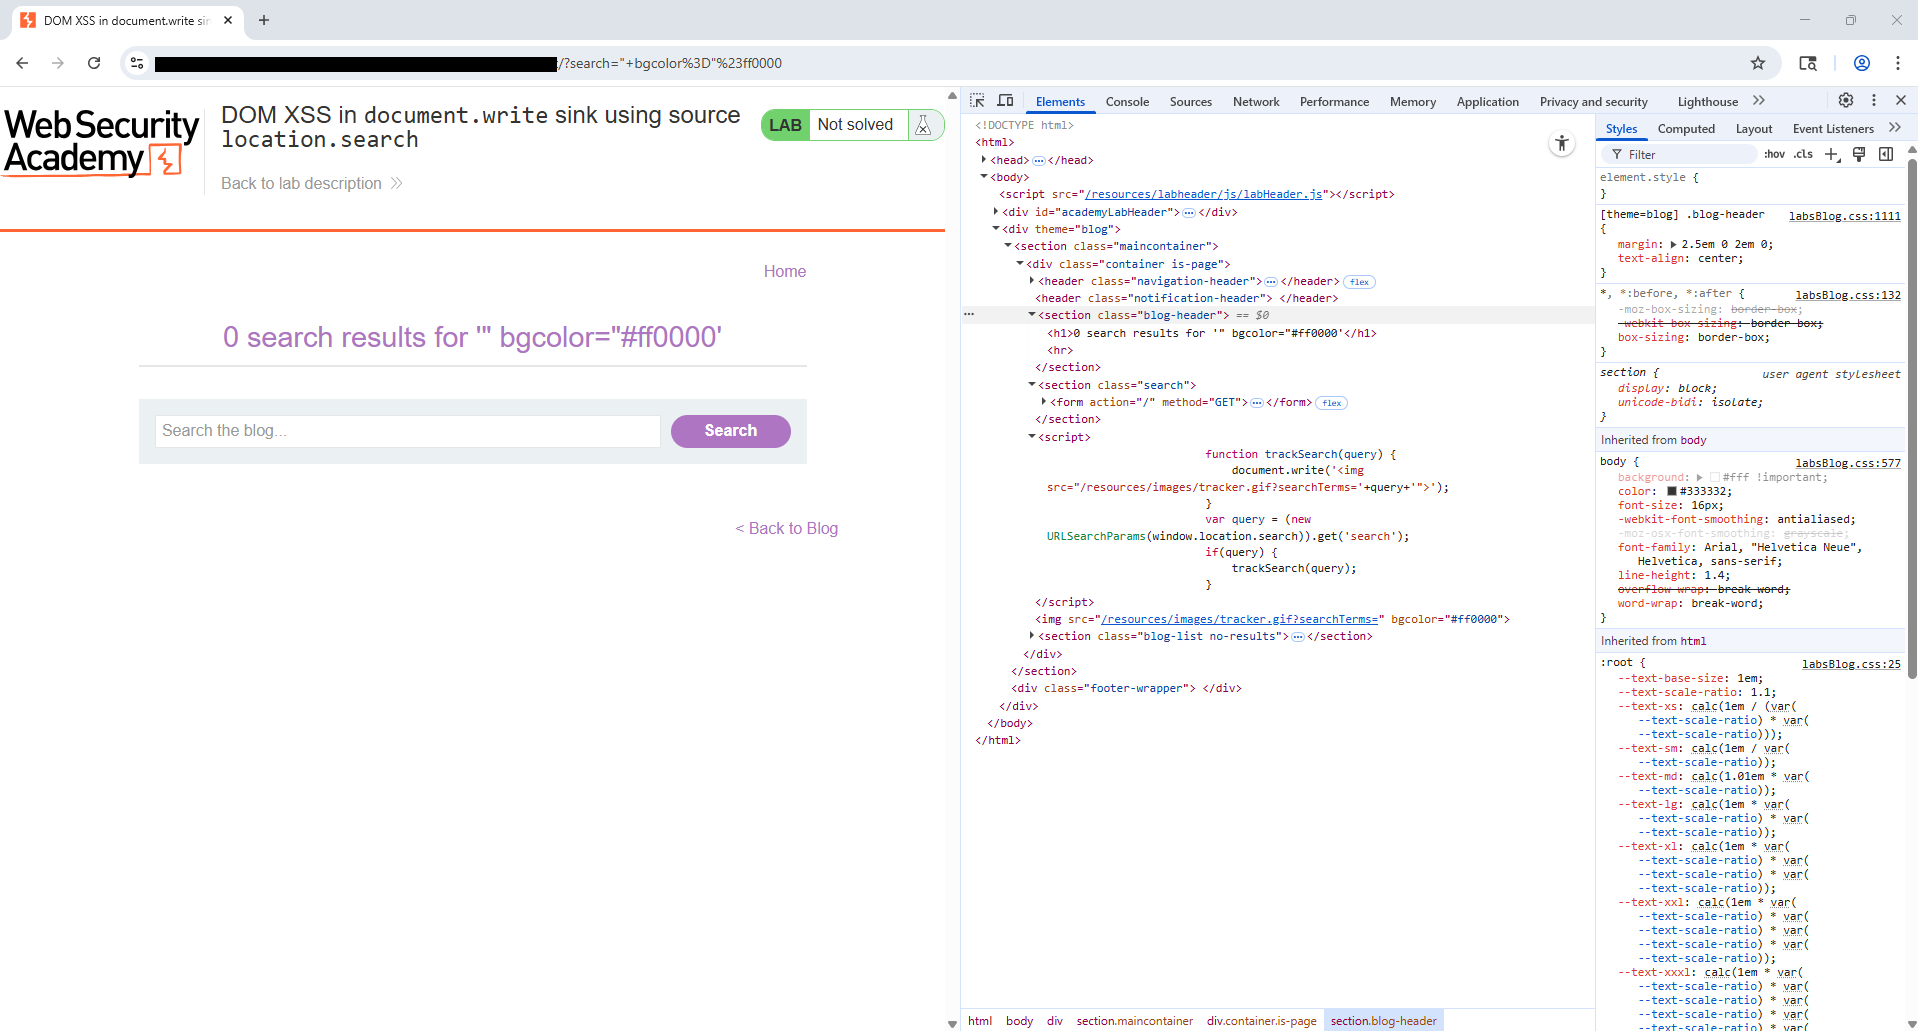 DOM XSS in document.write sin
/?search="+bgcolor%3D"%23ff0000
Web Security
Academy
DOM XSS in document.write sink using source
location.search
Back to lab description
LAB Not solved
Home
0 search results for '" bgcolor="#ff0000'
Search the blog...
Search
< Back to Blog
Elements Console Sources Network Performance Memory Application Privacy and security Lighthouse
<!DOCTYPE html>
<html>
<head> </head>
<body>
<script src="/resources/labheader/js/labHeader.js"></script>
<div id="academyLabHeader"> </div>
<div theme="blog">
<section class="maincontainer">
<div class="container is-page">
<header class="navigation-header"> </header> flex
<header class="notification-header"> </header>
<section class="blog-header"> == $0
<h1>0 search results for '" bgcolor="#ff0000'</h1>
<hr>
</section>
<section class="search">
<form action="/" method="GET"> </form> flex
</section>
<script>
function trackSearch(query) {
document.write('<img
src="/resources/images/tracker.gif?searchTerms='+query+'">');
}
var query = (new
URLSearchParams(window.location.search)).get('search');
if(query) {
trackSearch(query);
}
</script>
<img src="/resources/images/tracker.gif?searchTerms=" bgcolor="#ff0000">
<section class="blog-list no-results"> </section>
</div>
</section>
<div class="footer-wrapper"> </div>
</div>
</body>
</html>
html body div section.maincontainer div.container.is-page section.blog-header
Styles Computed Layout Event Listeners
Filter :hov .cls
element.style {
}
[theme=blog] .blog-header labsBlog.css:1111
{
margin: 2.5em 0 2em 0;
text-align: center;
}
*, *:before, *:after { labsBlog.css:132
-moz-box-sizing: border-box;
-webkit-box-sizing: border-box;
box-sizing: border-box;
}
section { user agent stylesheet
display: block;
unicode-bidi: isolate;
}
Inherited from body
body { labsBlog.css:577
background: #fff !important;
color: #333332;
font-size: 16px;
-webkit-font-smoothing: antialiased;
-moz-osx-font-smoothing: grayscale;
font-family: Arial, "Helvetica Neue",
Helvetica, sans-serif;
line-height: 1.4;
overflow-wrap: break-word;
word-wrap: break-word;
}
Inherited from html
:root { labsBlog.css:25
--text-base-size: 1em;
--text-scale-ratio: 1.1;
--text-xs: calc(1em / (var(
--text-scale-ratio) * var(
--text-scale-ratio)));
--text-sm: calc(1em / var(
--text-scale-ratio));
--text-md: calc(1.01em * var(
--text-scale-ratio));
--text-lg: calc(1em * var(
--text-scale-ratio) * var(
--text-scale-ratio));
--text-xl: calc(1em * var(
--text-scale-ratio) * var(
--text-scale-ratio) * var(
--text-scale-ratio));
--text-xxl: calc(1em * var(
--text-scale-ratio) * var(
--text-scale-ratio) * var(
--text-scale-ratio) * var(
--text-scale-ratio));
--text-xxxl: calc(1em * var(
--text-scale-ratio) * var(
--text-scale-ratio) * var(
--text-scale-ratio) * var(
--text-scale-ratio) * var(